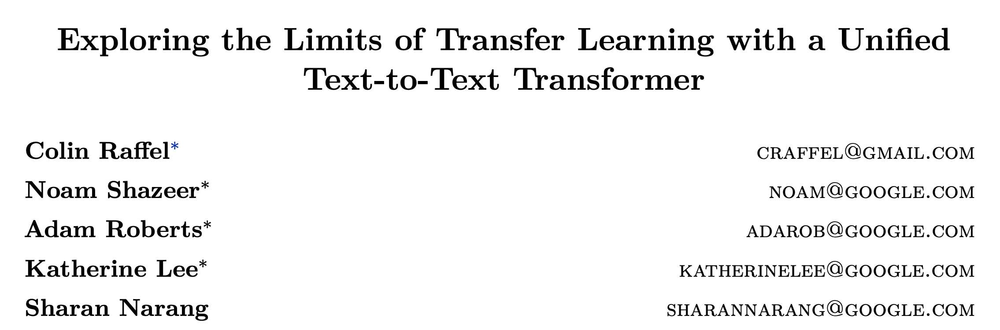 Exploring the Limits of Transfer Learning with a Unified
Text-to-Text Transformer
Colin Raffel* CRAFFEL@GMAIL.COM
Noam Shazeer* NOAM@GOOGLE.COM
Adam Roberts* ADAROB@GOOGLE.COM
Katherine Lee* KATHERINELEE@GOOGLE.COM
Sharan Narang SHARANNARANG@GOOGLE.COM